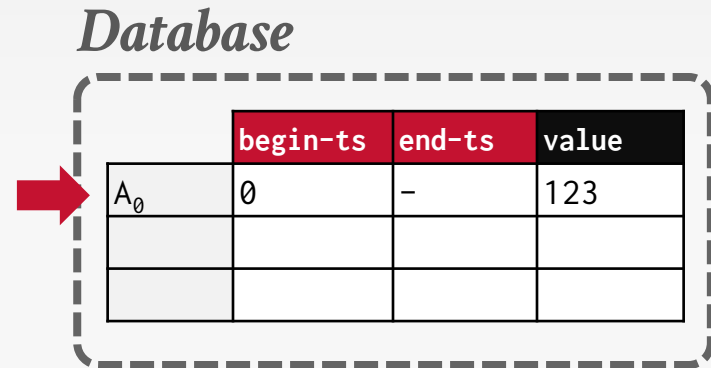 Database
begin-ts end-ts value
A₀ 0 – 123